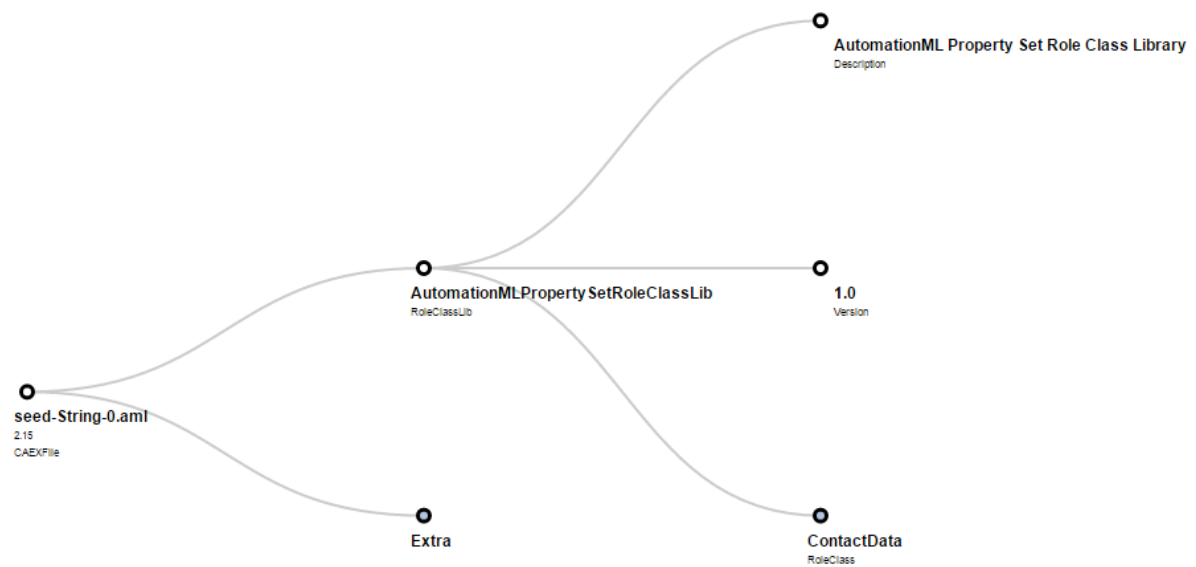 AutomationML Property Set Role Class Library
Description
AutomationMLPropertySetRoleClassLib
RoleClassLib
1.0
Version
seed-String-0.aml
2.15
CAEXFile
Extra
ContactData
RoleClass